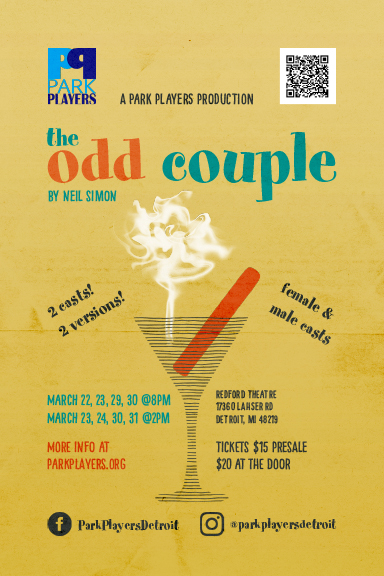 PP
PARK
PLAYERS
A PARK PLAYERS PRODUCTION
the
odd couple
BY NEIL SIMON
2 casts!
2 versions!
female &
male casts
MARCH 22, 23, 29, 30 @8PM
MARCH 23, 24, 30, 31 @2PM
REDFORD THEATRE
17360 LAHSER RD
DETROIT, MI 48219
MORE INFO AT
PARKPLAYERS.ORG
TICKETS $15 PRESALE
$20 AT THE DOOR
ParkPlayersDetroit
@parkplayersdetroit